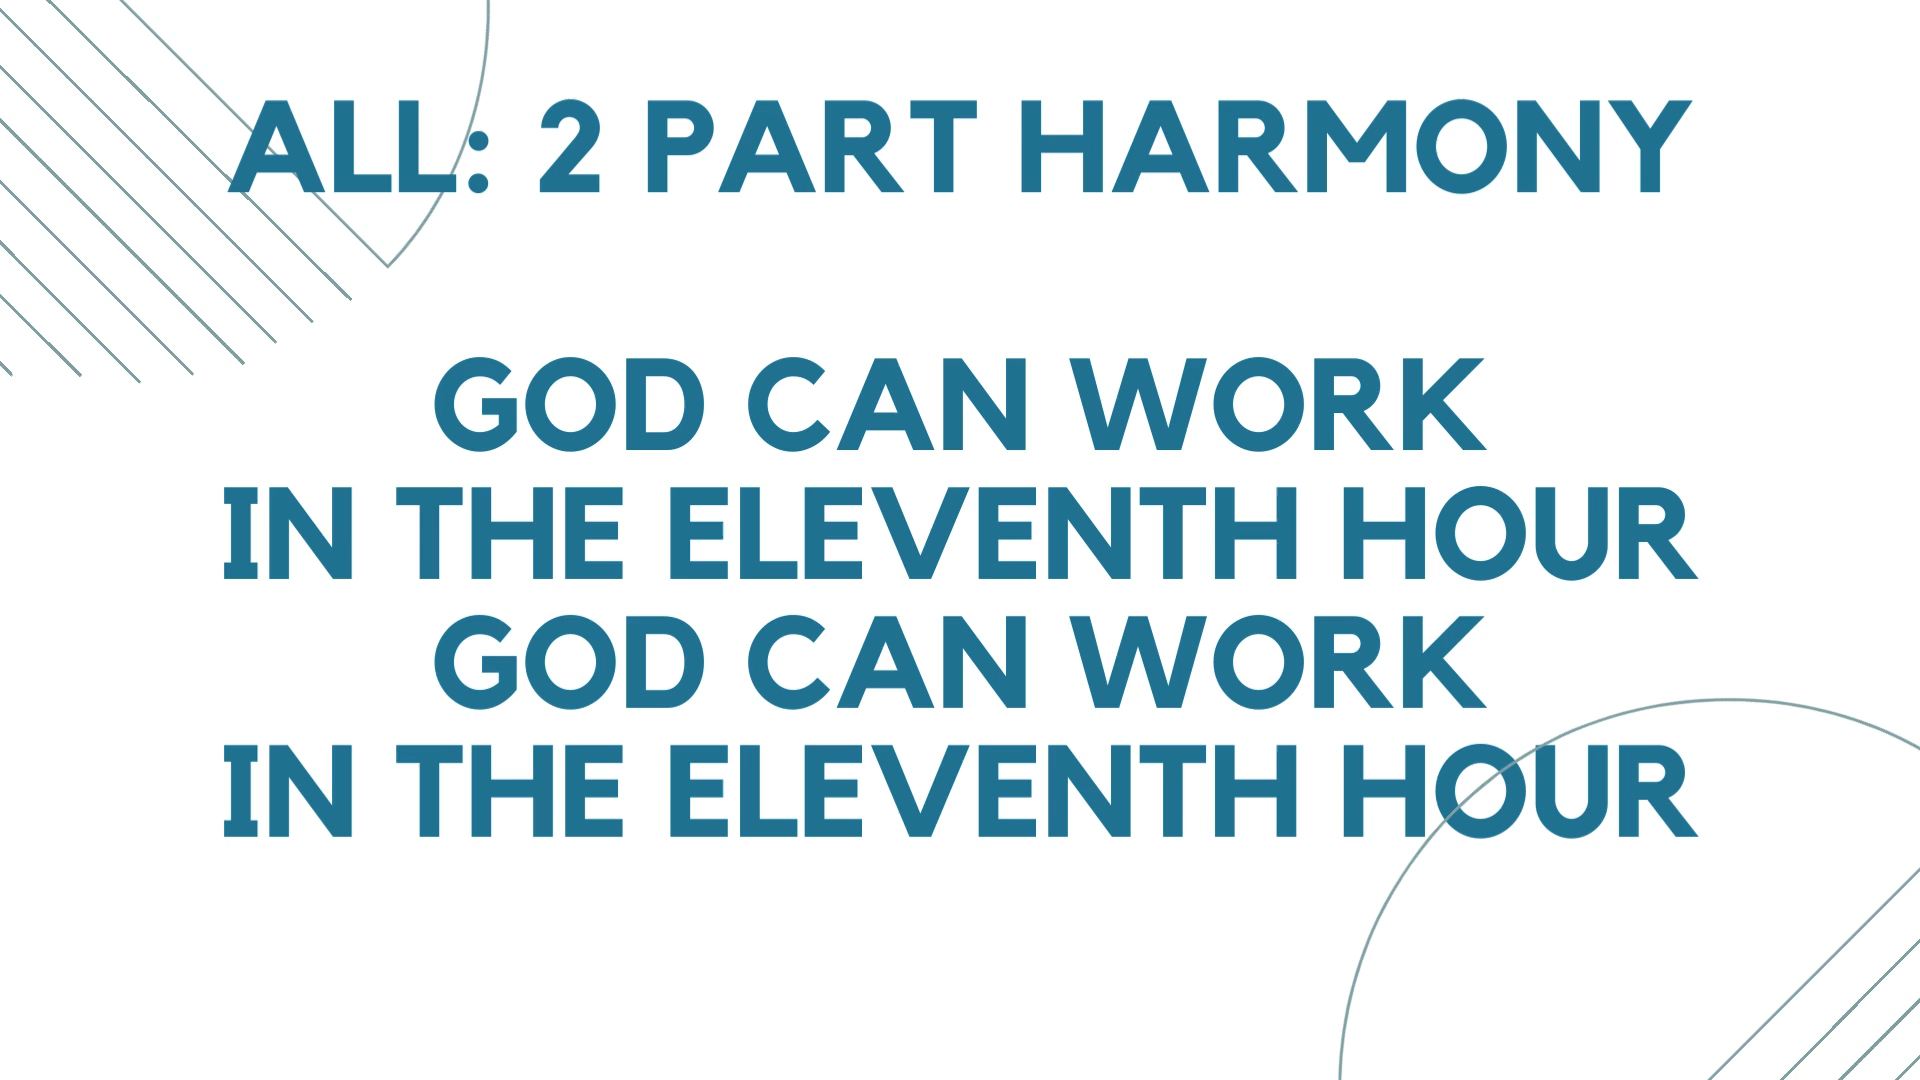 ALL: 2 PART HARMONY
GOD CAN WORK
IN THE ELEVENTH HOUR
GOD CAN WORK
IN THE ELEVENTH HOUR